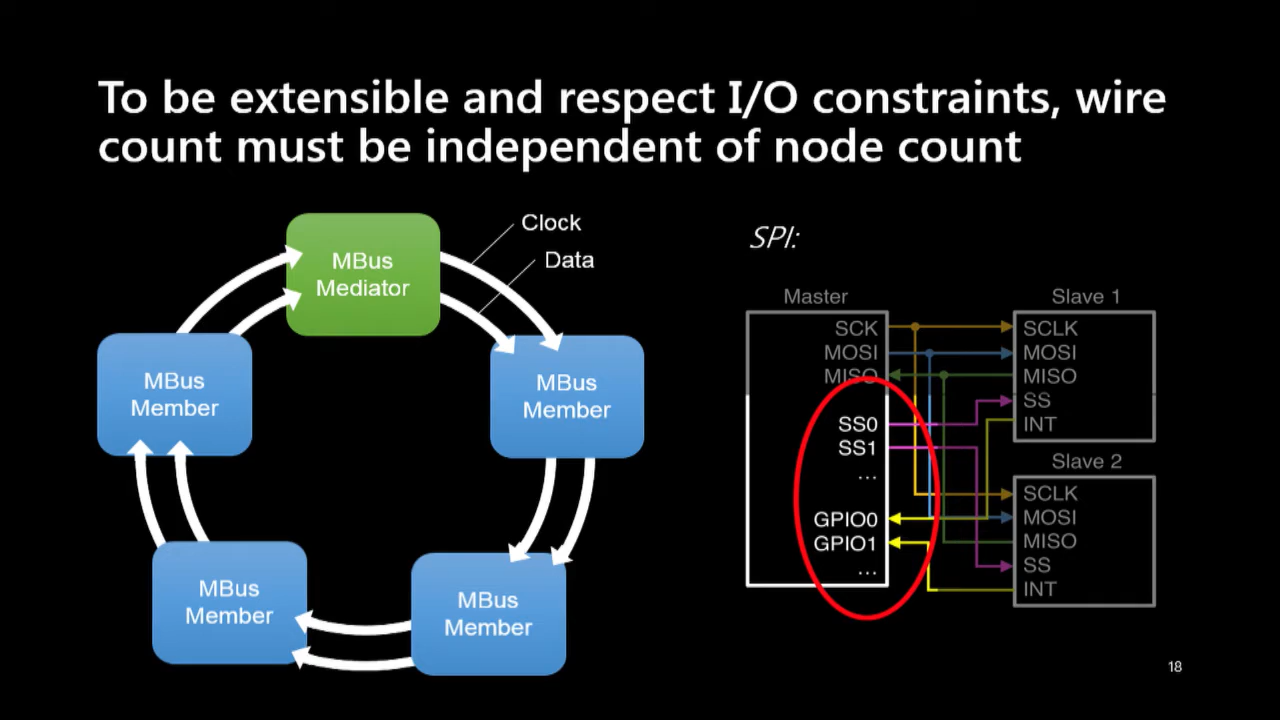 To be extensible and respect I/O constraints, wire
count must be independent of node count
Clock
Data
MBus
Mediator
MBus
Member
MBus
Member
MBus
Member
MBus
Member
SPI:
Master
SCK
MOSI
MISO
SS0
SS1
...
GPIO0
GPIO1
...
Slave 1
SCLK
MOSI
MISO
SS
INT
Slave 2
SCLK
MOSI
MISO
SS
INT
18